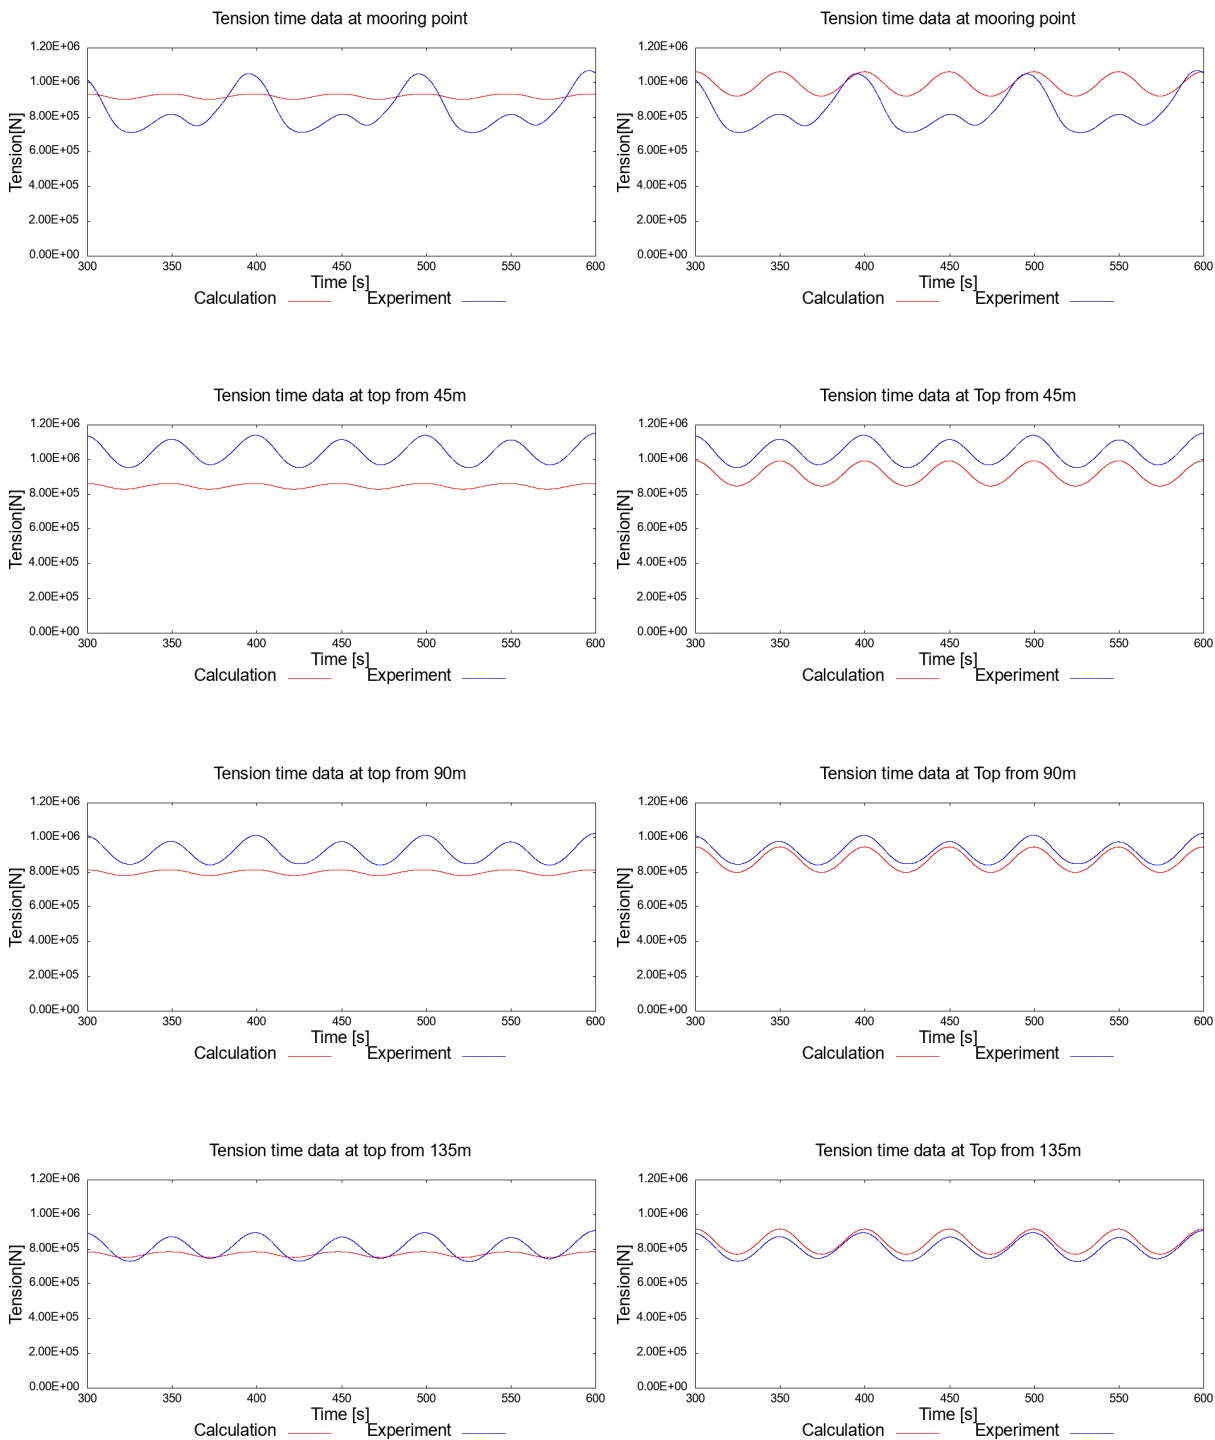 Tension time data at mooring point
1.20E+06
1.00E+06
8.00E+05
6.00E+05
4.00E+05
2.00E+05
0.00E+00
Tension[N]
300 350 400 450 500 550 600
Time [s]
Calculation Experiment
Tension time data at mooring point
1.20E+06
1.00E+06
8.00E+05
6.00E+05
4.00E+05
2.00E+05
0.00E+00
Tension[N]
300 350 400 450 500 550 600
Time [s]
Calculation Experiment
Tension time data at top from 45m
1.20E+06
1.00E+06
8.00E+05
6.00E+05
4.00E+05
2.00E+05
0.00E+00
Tension[N]
300 350 400 450 500 550 600
Time [s]
Calculation Experiment
Tension time data at Top from 45m
1.20E+06
1.00E+06
8.00E+05
6.00E+05
4.00E+05
2.00E+05
0.00E+00
Tension[N]
300 350 400 450 500 550 600
Time [s]
Calculation Experiment
Tension time data at top from 90m
1.20E+06
1.00E+06
8.00E+05
6.00E+05
4.00E+05
2.00E+05
0.00E+00
Tension[N]
300 350 400 450 500 550 600
Time [s]
Calculation Experiment
Tension time data at Top from 90m
1.20E+06
1.00E+06
8.00E+05
6.00E+05
4.00E+05
2.00E+05
0.00E+00
Tension[N]
300 350 400 450 500 550 600
Time [s]
Calculation Experiment
Tension time data at top from 135m
1.20E+06
1.00E+06
8.00E+05
6.00E+05
4.00E+05
2.00E+05
0.00E+00
Tension[N]
300 350 400 450 500 550 600
Time [s]
Calculation Experiment
Tension time data at Top from 135m
1.20E+06
1.00E+06
8.00E+05
6.00E+05
4.00E+05
2.00E+05
0.00E+00
Tension[N]
300 350 400 450 500 550 600
Time [s]
Calculation Experiment